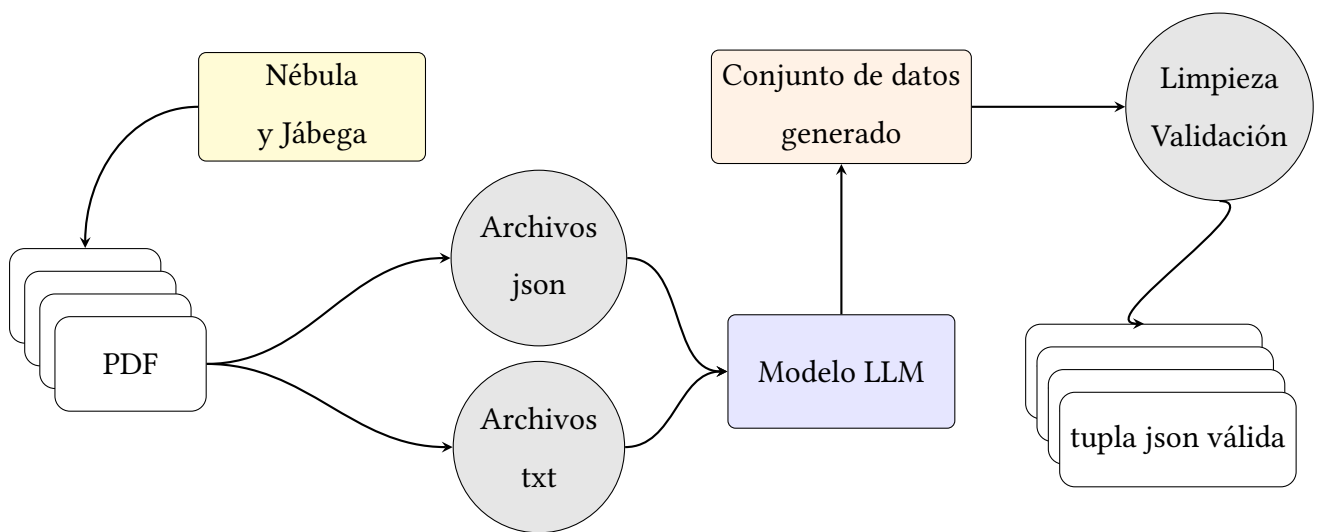 Nébula
y Jábega
PDF
Archivos
json
Archivos
txt
Modelo LLM
Conjunto de datos
generado
Limpieza
Validación
tupla json válida